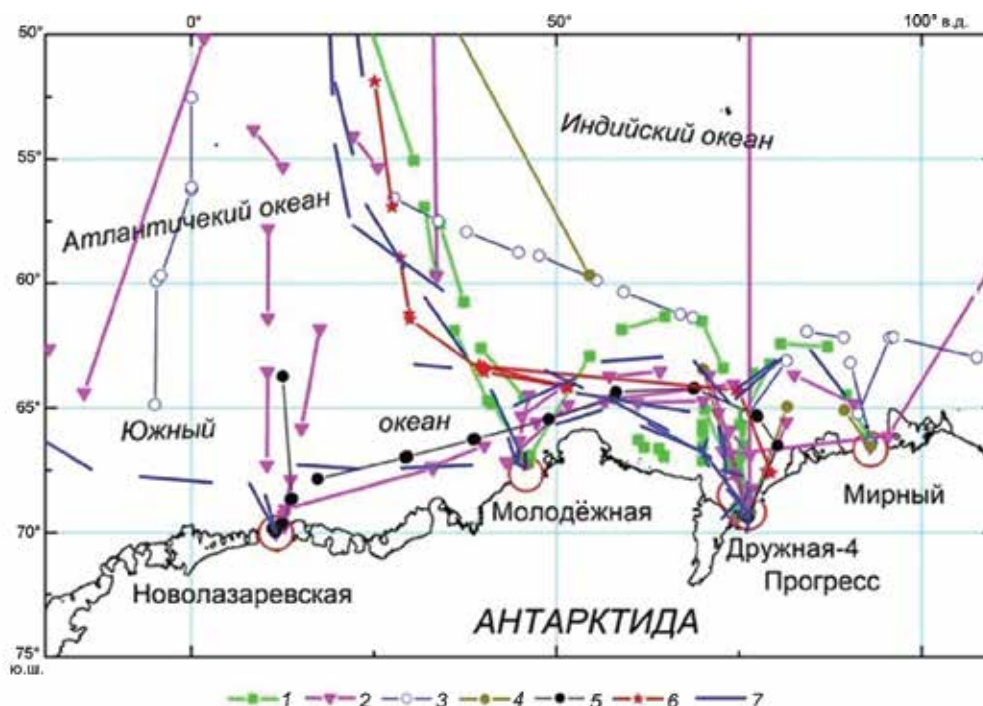 0° 50° 100° в.д.
50°
Индийский океан
55°
Атлантичекий океан
60°
65°
Южный океан
Мирный
Молодёжная
70°
Дружная-4
Прогресс
Новолазаревская
АНТАРКТИДА
75°
ю.ш.
1 2 3 4 5 6 7